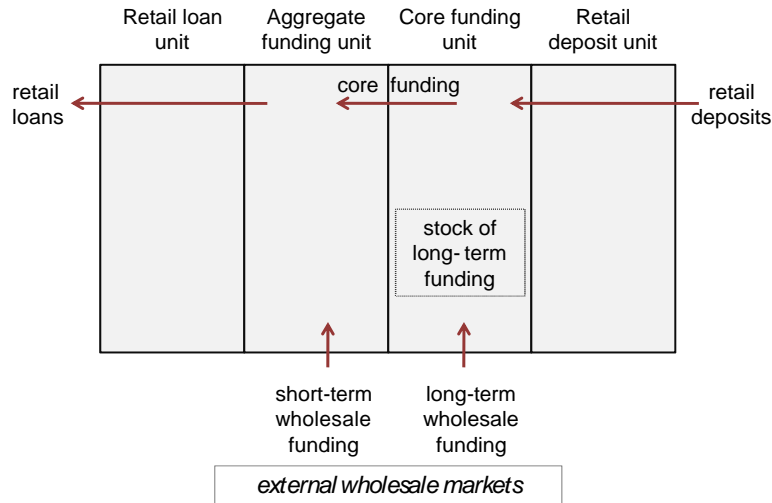 Retail loan
unit
Aggregate
funding unit
Core funding
unit
Retail
deposit unit
retail
loans
core funding
retail
deposits
stock of
long- term
funding
short-term
wholesale
funding
long-term
wholesale
funding
external wholesale markets